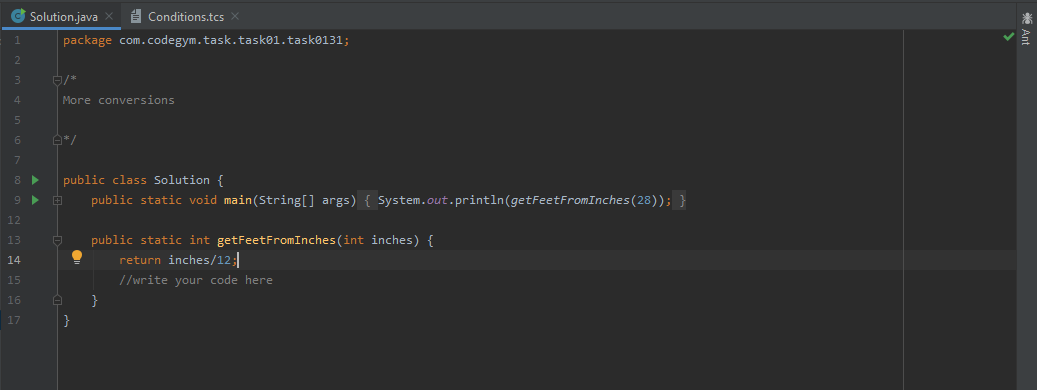 Solution.java × Conditions.tcs ×
Ant
1 package com.codegym.task.task01.task0131;
2
3 /*
4 More conversions
5
6 */
7
8 public class Solution {
9     public static void main(String[] args) { System.out.println(getFeetFromInches(28)); }
12
13     public static int getFeetFromInches(int inches) {
14         return inches/12;
15         //write your code here
16     }
17 }